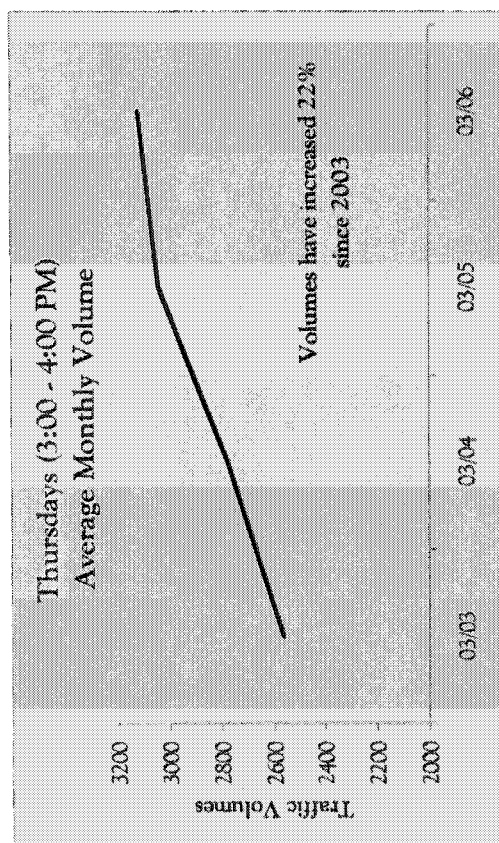 Thursdays (3:00 - 4:00 PM)
Average Monthly Volume
Traffic Volumes
3200
3000
2800
2600
2400
2200
2000
Volumes have increased 22%
since 2003
03/03
03/04
03/05
03/06